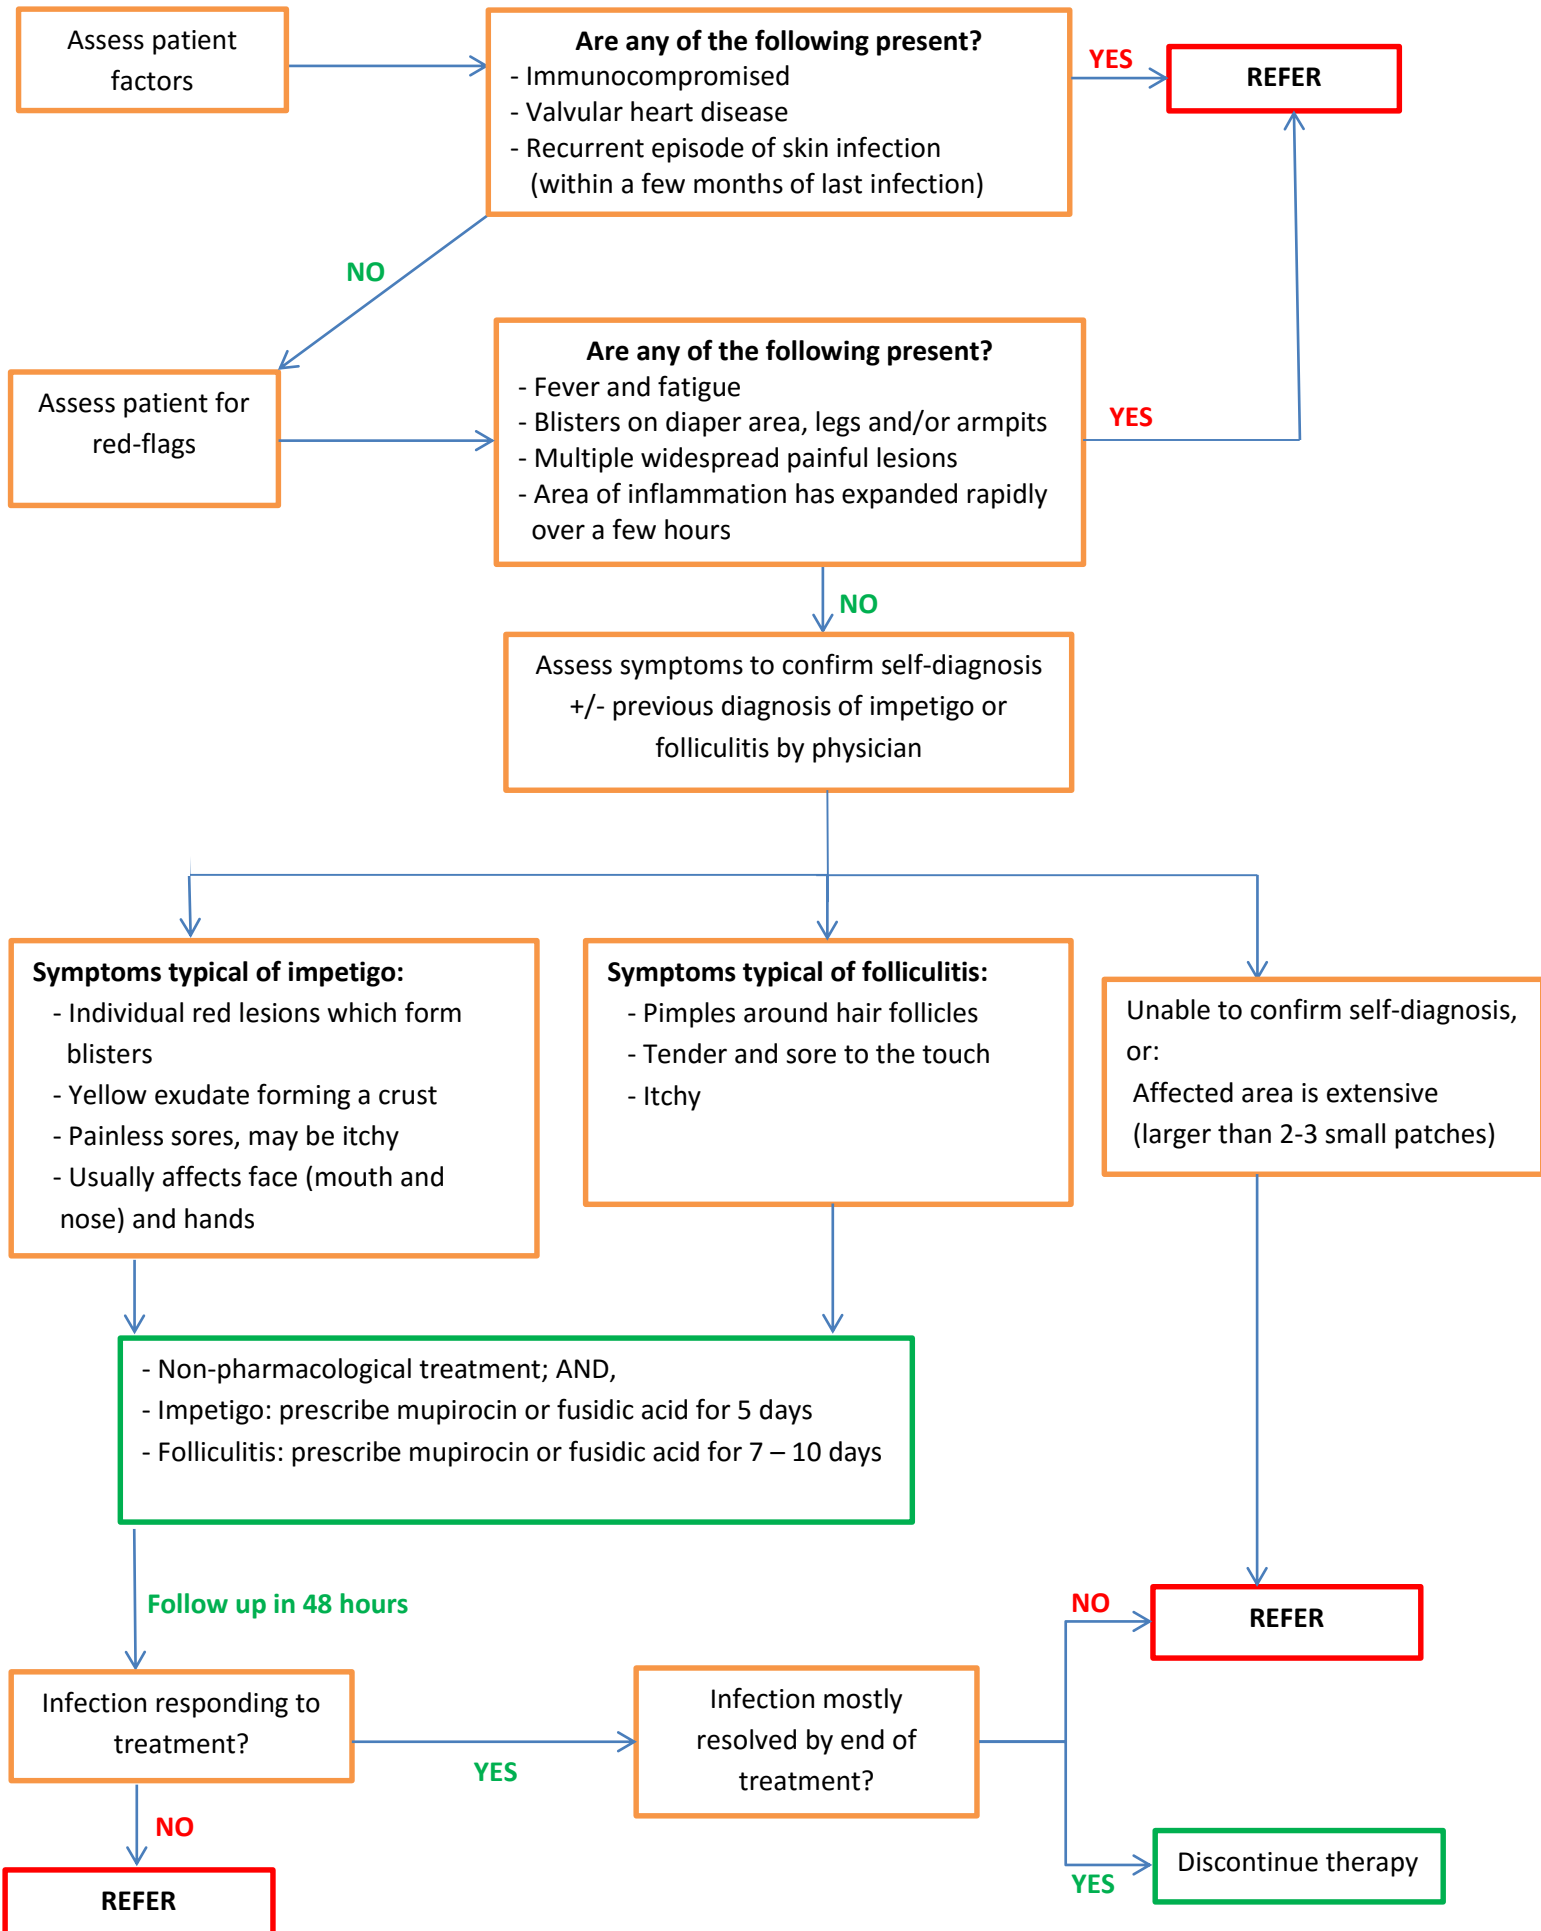 Assess patient
factors
Are any of the following present?
- Immunocompromised
- Valvular heart disease
- Recurrent episode of skin infection
(within a few months of last infection)
YES
REFER
NO
Assess patient for
red-flags
Are any of the following present?
- Fever and fatigue
- Blisters on diaper area, legs and/or armpits
- Multiple widespread painful lesions
- Area of inflammation has expanded rapidly
over a few hours
YES
NO
Assess symptoms to confirm self-diagnosis
+/- previous diagnosis of impetigo or
folliculitis by physician
Symptoms typical of impetigo:
- Individual red lesions which form
blisters
- Yellow exudate forming a crust
- Painless sores, may be itchy
- Usually affects face (mouth and
nose) and hands
Symptoms typical of folliculitis:
- Pimples around hair follicles
- Tender and sore to the touch
- Itchy
Unable to confirm self-diagnosis,
or:
Affected area is extensive
(larger than 2-3 small patches)
- Non-pharmacological treatment; AND,
- Impetigo: prescribe mupirocin or fusidic acid for 5 days
- Folliculitis: prescribe mupirocin or fusidic acid for 7 – 10 days
Follow up in 48 hours
Infection responding to
treatment?
YES
NO
REFER
Infection mostly
resolved by end of
treatment?
NO
REFER
YES
Discontinue therapy